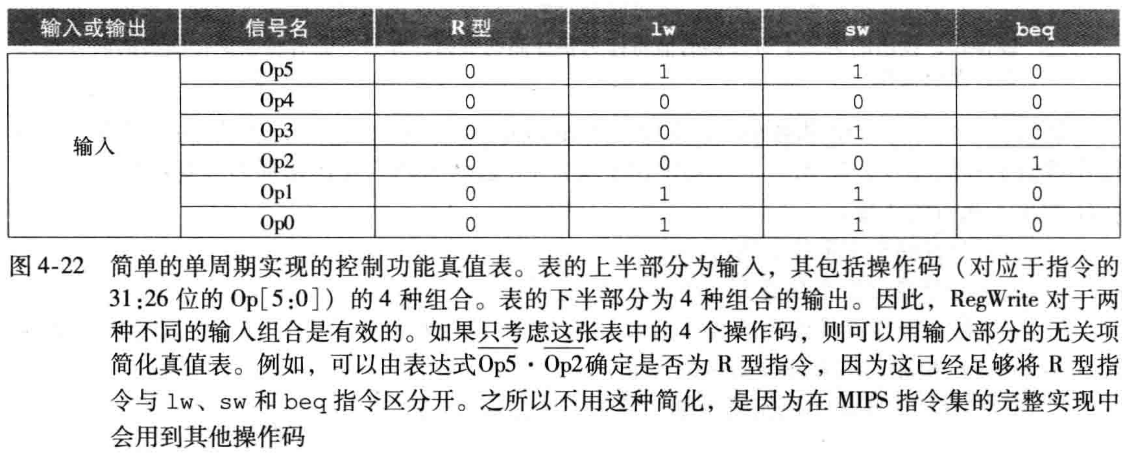 输入或输出 信号名 R 型 lw sw beq
输入 Op5 0 1 1 0
Op4 0 0 0 0
Op3 0 0 1 0
Op2 0 0 0 1
Op1 0 1 1 0
Op0 0 1 1 0
图 4-22 简单的单周期实现的控制功能真值表。表的上半部分为输入，其包括操作码（对应于指令的
31:26 位的 Op[5:0]）的 4 种组合。表的下半部分为 4 种组合的输出。因此，RegWrite 对于两
种不同的输入组合是有效的。如果只考虑这张表中的 4 个操作码，则可以用输入部分的无关项
简化真值表。例如，可以由表达式O̅p̅5̅ · O̅p̅2̅确定是否为 R 型指令，因为这已经足够将 R 型指
令与 lw、sw 和 beq 指令区分开。之所以不用这种简化，是因为在 MIPS 指令集的完整实现中
会用到其他操作码